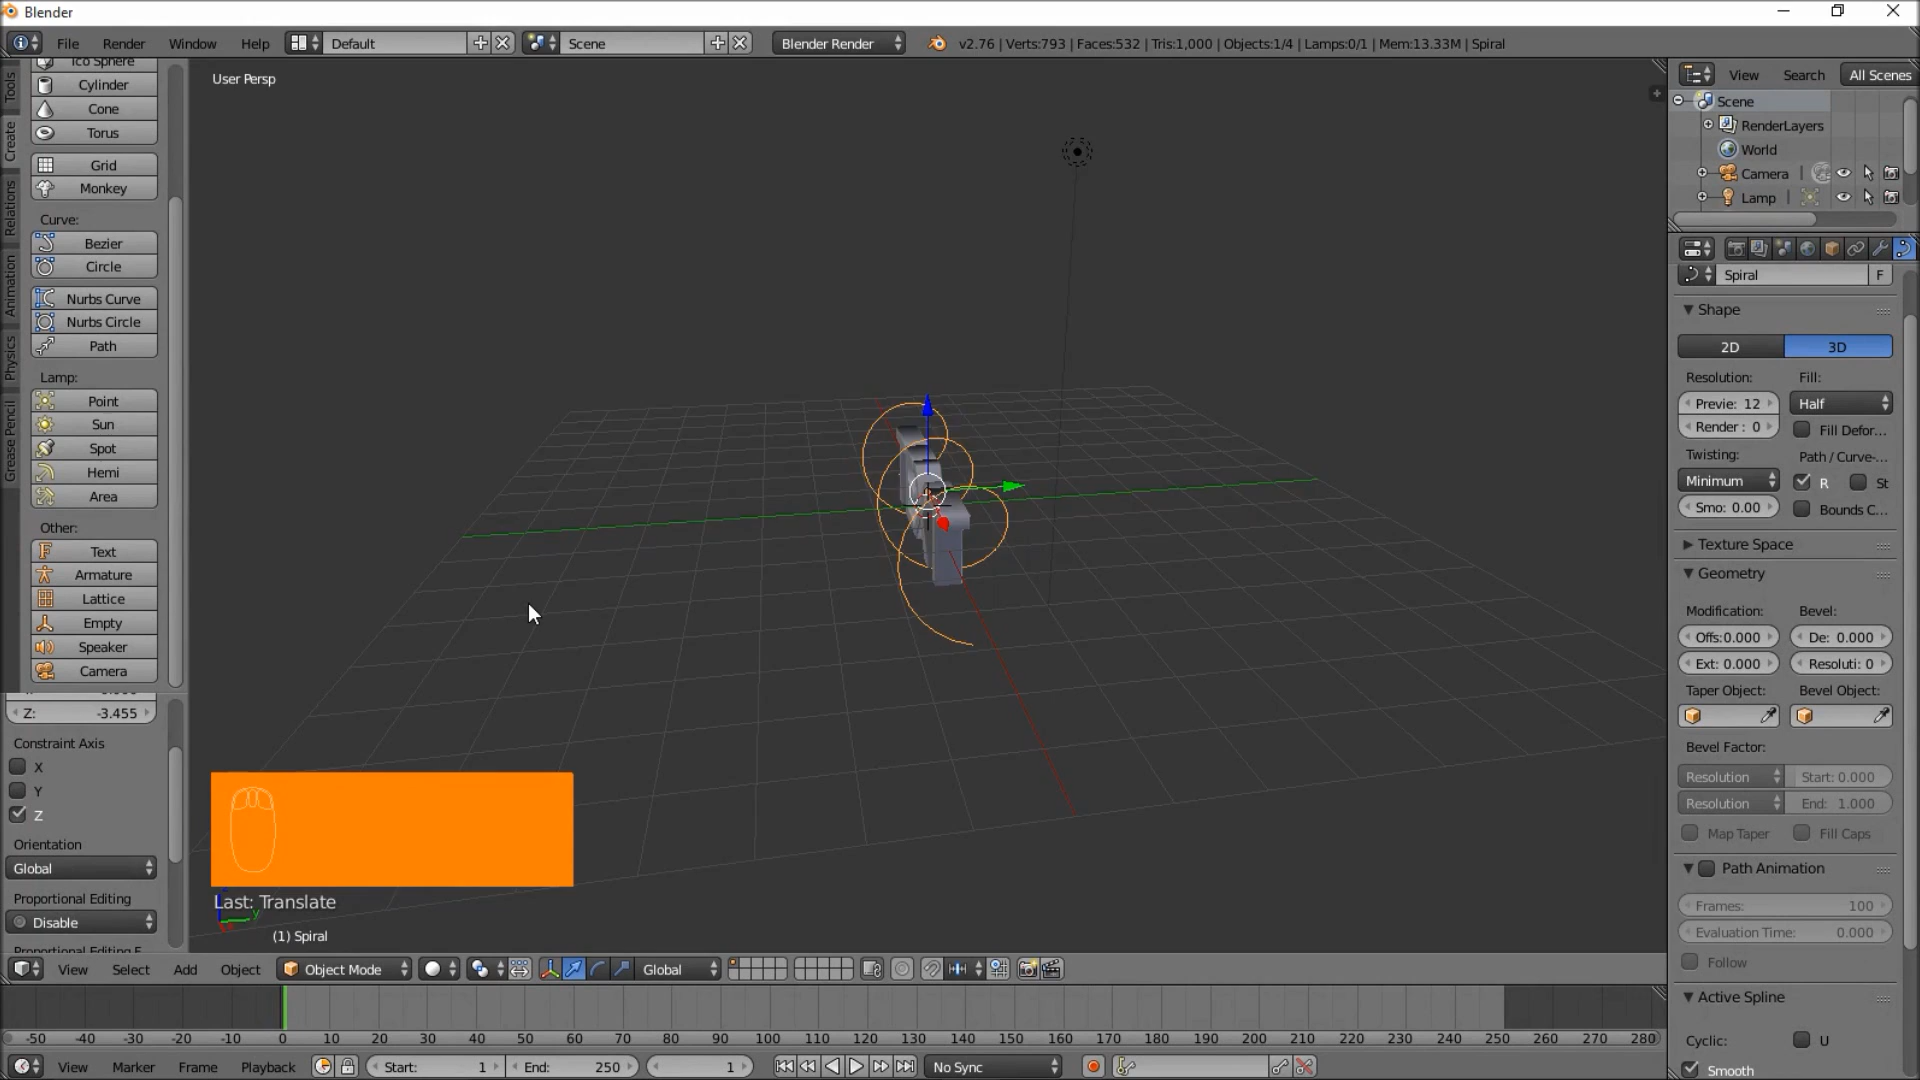 Blender
File Render Window Help Default Scene Blender Render v2.76 | Verts:793 | Faces:532 | Tris:1,000 | Objects:1/4 | Lamps:0/1 | Mem:13.33M | Spiral
User Persp
Tools
Create
Relations
Animation
Physics
Grease Pencil
Ico Sphere
Cylinder
Cone
Torus
Grid
Monkey
Curve:
Bezier
Circle
Nurbs Curve
Nurbs Circle
Path
Lamp:
Point
Sun
Spot
Hemi
Area
Other:
Text
Armature
Lattice
Empty
Speaker
Camera
Z: -3.455
Constraint Axis
X
Y
Z
Orientation
Global
Proportional Editing
Disable
Last: Translate
y
(1) Spiral
View Search All Scenes
Scene
RenderLayers
World
Camera
Lamp
Spiral F
Shape
2D 3D
Resolution: Fill:
Previe: 12 Half
Render : 0 Fill Defor...
Twisting: Path / Curve-...
Minimum R St
Smo: 0.00 Bounds C...
Texture Space
Geometry
Modification: Bevel:
Offs:0.000 De: 0.000
Ext: 0.000 Resoluti: 0
Taper Object: Bevel Object:
Bevel Factor:
Resolution Start: 0.000
Resolution End: 1.000
Map Taper Fill Caps
Path Animation
Frames: 100
Evaluation Time: 0.000
Follow
Active Spline
Cyclic: U
Smooth
View Select Add Object Object Mode Global
-50 -40 -30 -20 -10 0 10 20 30 40 50 60 70 80 90 100 110 120 130 140 150 160 170 180 190 200 210 220 230 240 250 260 270 280
View Marker Frame Playback Start: 1 End: 250 1 No Sync